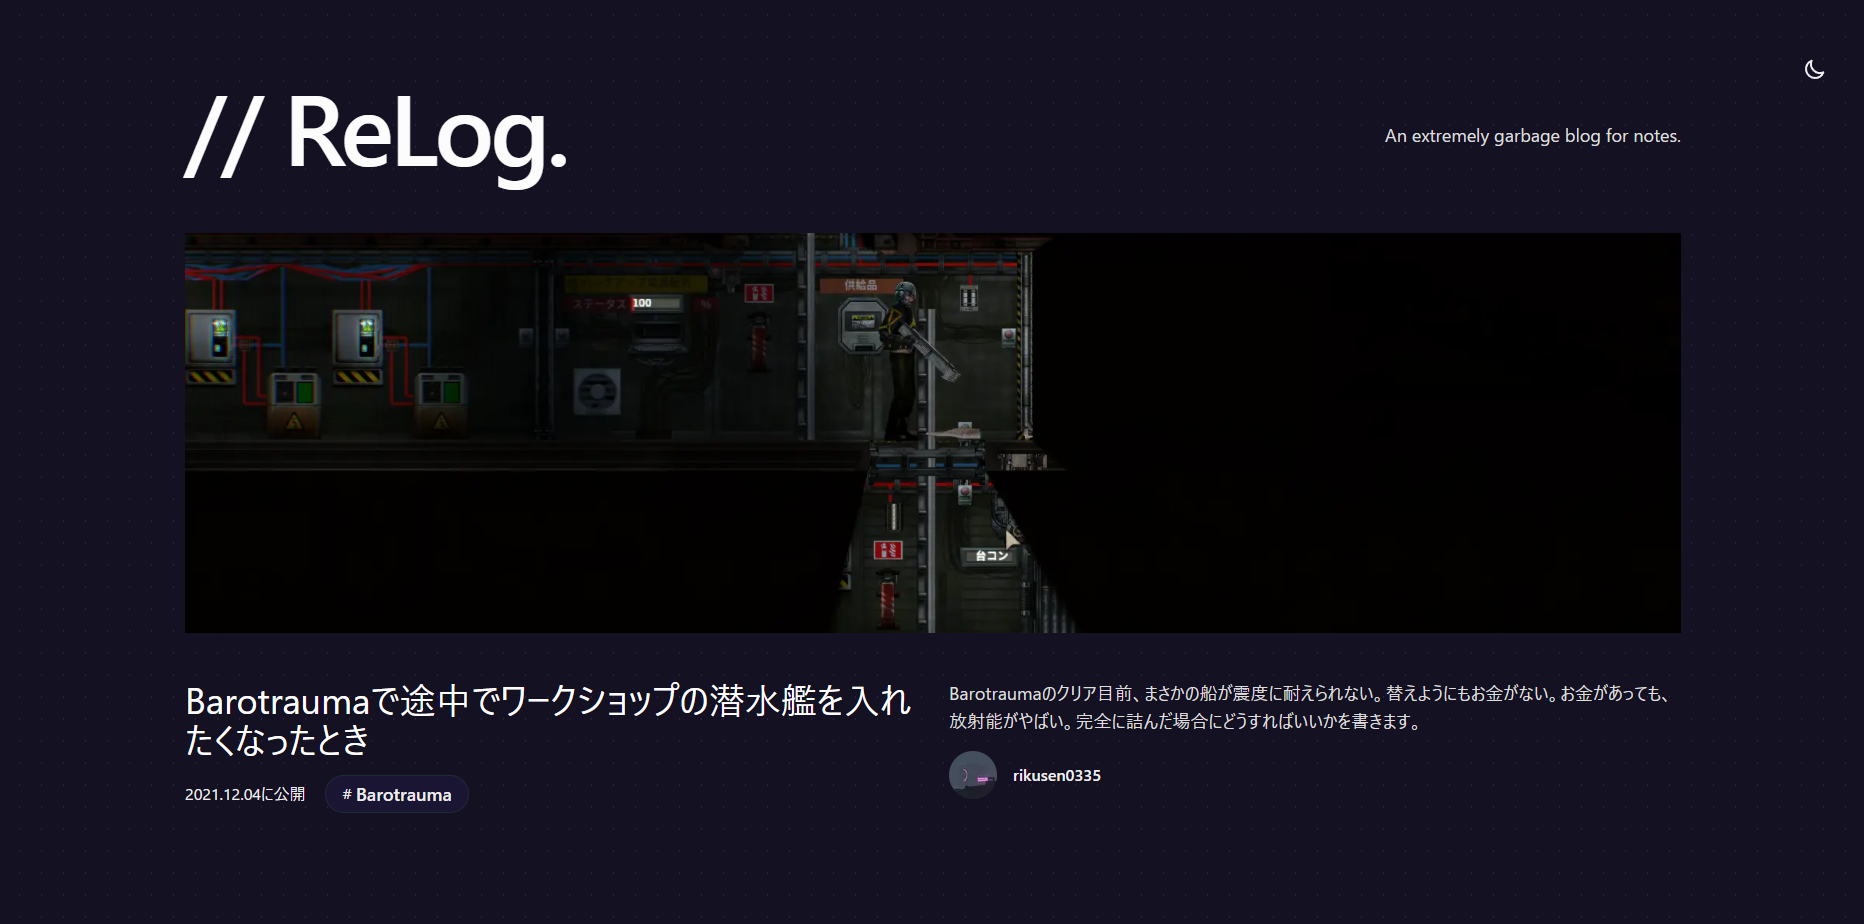 // ReLog.
An extremely garbage blog for notes.
ステータス 100 %
供給品
台コン
Barotraumaで途中でワークショップの潜水艦を入れ
たくなったとき
2021.12.04に公開
# Barotrauma
Barotraumaのクリア目前、まさかの船が震度に耐えられない。替えようにもお金がない。お金があっても、
放射能がやばい。完全に詰んだ場合にどうすればいいかを書きます。
rikusen0335